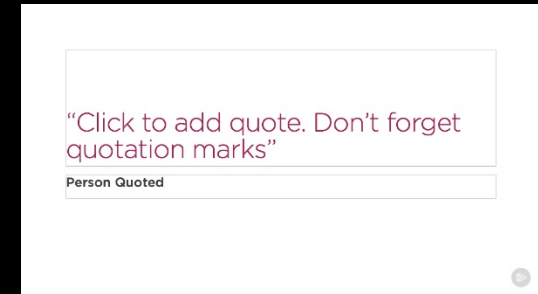 “Click to add quote. Don’t forget
quotation marks”
Person Quoted